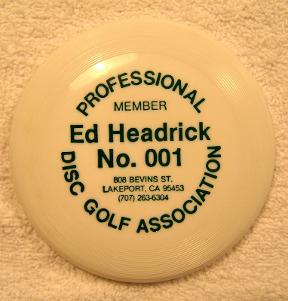 PROFESSIONAL
MEMBER
Ed Headrick
No. 001
808 BEVINS ST.
LAKEPORT, CA 95453
(707) 263-6304
DISC GOLF ASSOCIATION